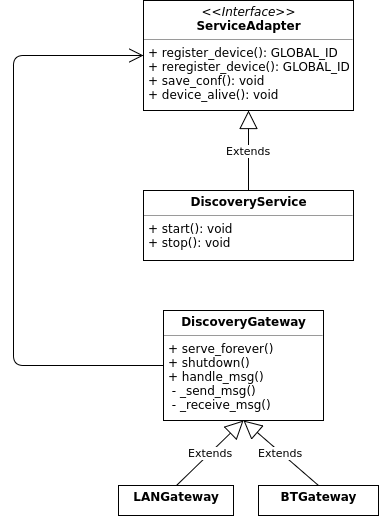 <<Interface>>
ServiceAdapter
+ register_device(): GLOBAL_ID
+ reregister_device(): GLOBAL_ID
+ save_conf(): void
+ device_alive(): void
Extends
DiscoveryService
+ start(): void
+ stop(): void
DiscoveryGateway
+ serve_forever()
+ shutdown()
+ handle_msg()
- _send_msg()
- _receive_msg()
Extends
Extends
LANGateway
BTGateway